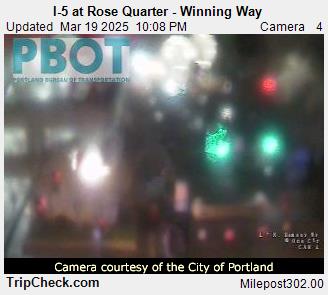 I-5 at Rose Quarter - Winning Way
Updated Mar 19 2025 10:08 PM Camera 4
PBOT
PORTLAND BUREAU OF TRANSPORTATION
Camera courtesy of the City of Portland
TripCheck.com Milepost302.00